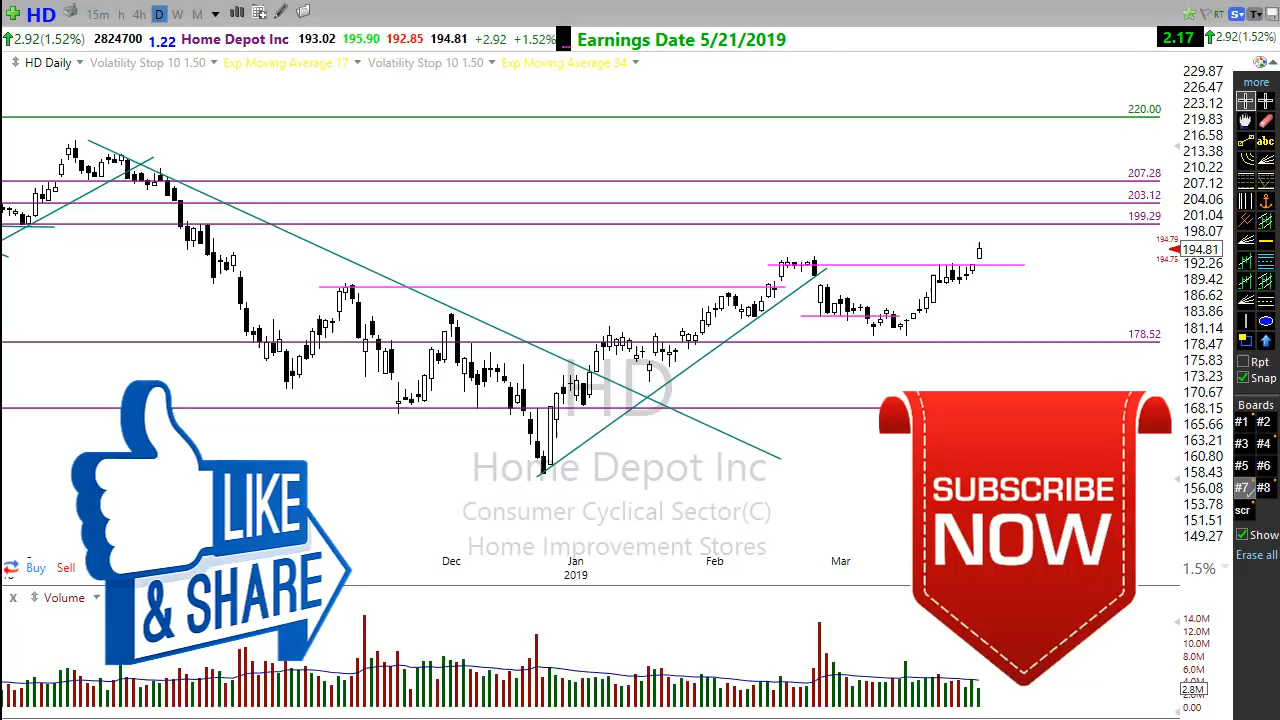 HD 15m h 4h D W M RT S T
2.92(1.52%) 2824700 1.22 Home Depot Inc 193.02 195.90 192.85 194.81 +2.92 +1.52% Earnings Date 5/21/2019 2.17 2.92(1.52%)
HD Daily Volatility Stop 10 1.50 Exp Moving Average 17 Volatility Stop 10 1.50 Exp Moving Average 34
229.87
more
226.47
223.12
220.00
219.83
abc
216.58
213.38
210.22
207.28
207.12
203.12
204.06
199.29
201.04
198.07
194.79
194.81
194.75
192.26
189.42
186.62
183.86
181.14
178.52
178.47
175.83
Rpt
173.23
Snap
170.67
168.15
Boards
165.66
#1 #2
163.21
#3 #4
160.80
#5 #6
158.43
#7 #8
156.08
153.78
scr
151.51
149.27
Show
Erase all
HD
Home Depot Inc
Consumer Cyclical Sector(C)
Home Improvement Stores
LIKE
& SHARE
SUBSCRIBE
NOW
Dec Jan Feb Mar
2019
Buy Sell
1.5%
x Volume
14.0M
12.0M
10.0M
8.0M
6.0M
4.0M
2.8M
0.00